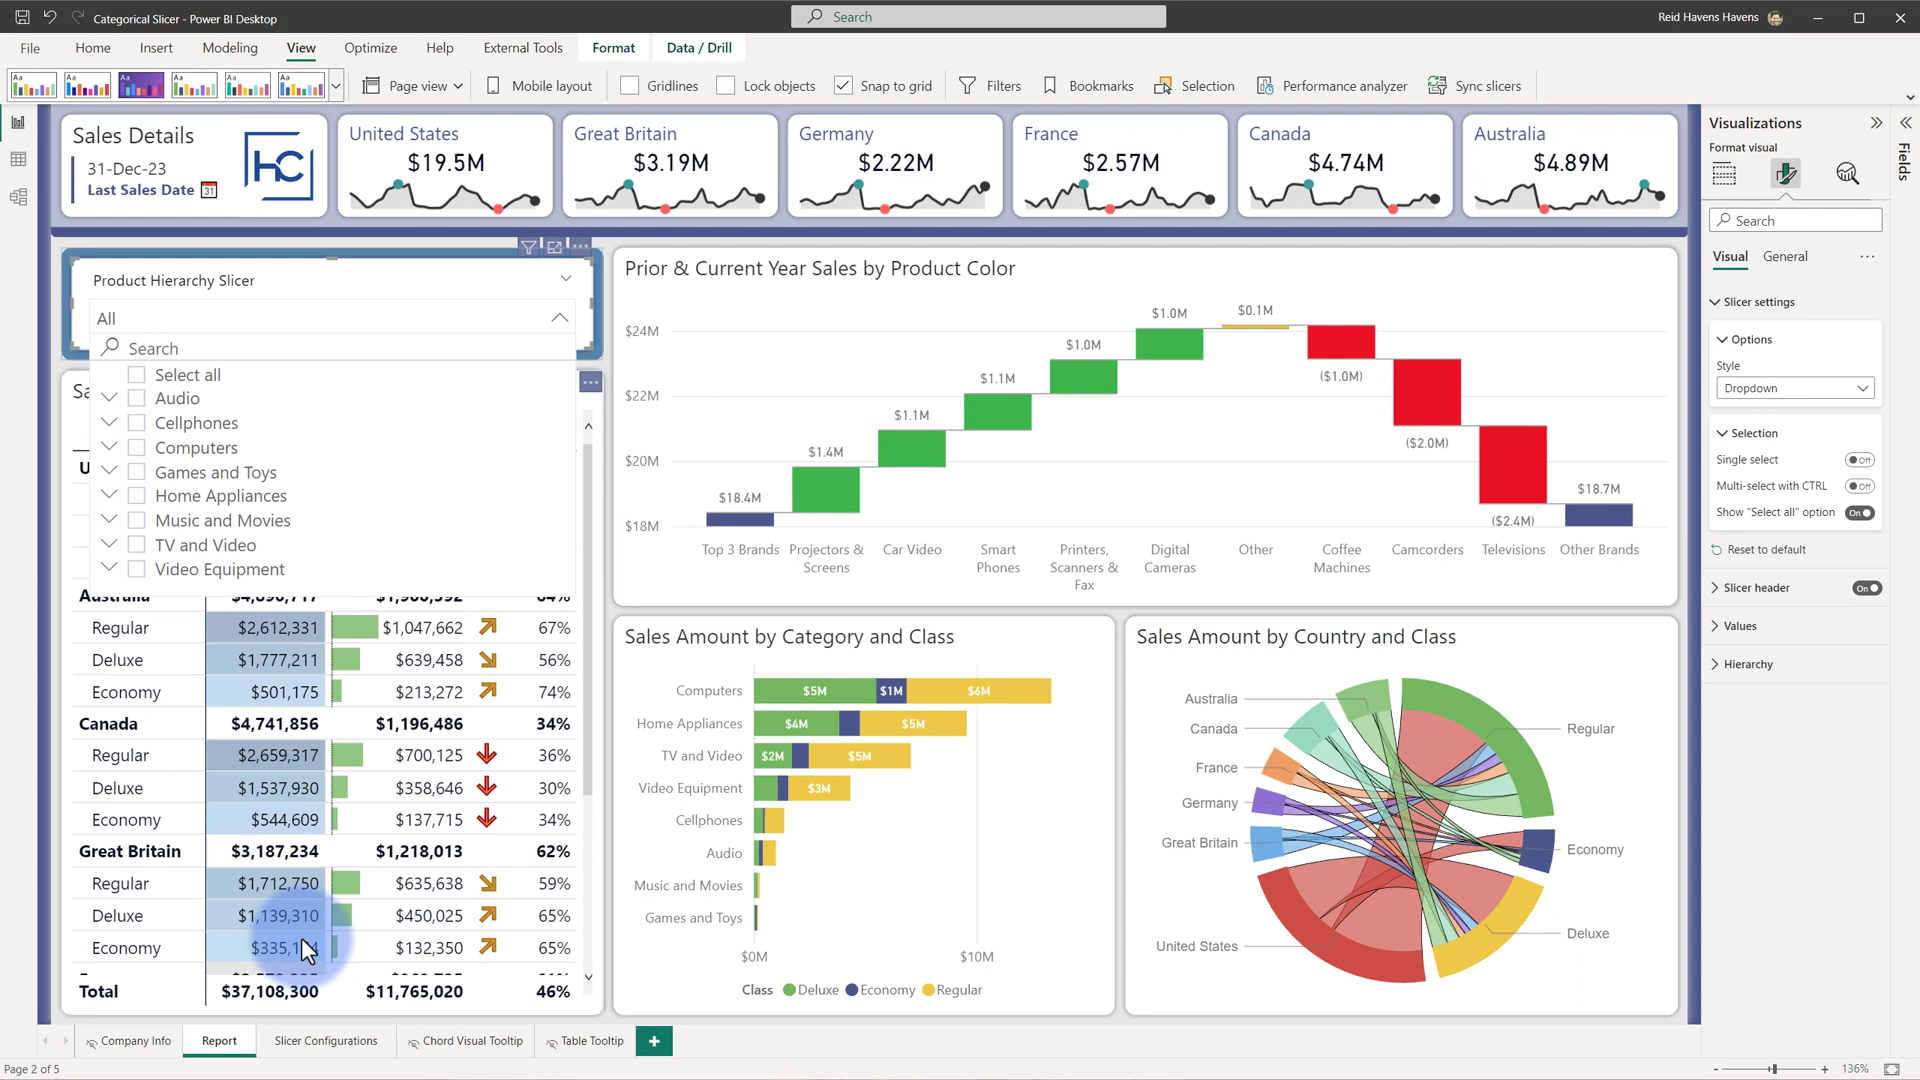 Categorical Slicer - Power BI Desktop
Search
Reid Havens Havens
File
Home
Insert
Modeling
View
Optimize
Help
External Tools
Format
Data / Drill
Aa
Aa
Aa
Aa
Aa
Aa
Page view
Mobile layout
Gridlines
Lock objects
Snap to grid
Filters
Bookmarks
Selection
Performance analyzer
Sync slicers
Sales Details
31-Dec-23
Last Sales Date
31
HC
United States
$19.5M
Great Britain
$3.19M
Germany
$2.22M
France
$2.57M
Canada
$4.74M
Australia
$4.89M
Product Hierarchy Slicer
All
Search
Select all
Audio
Cellphones
Computers
Games and Toys
Home Appliances
Music and Movies
TV and Video
Video Equipment
Sa
U
Australia
Regular $2,612,331 $1,047,662 67%
Deluxe $1,777,211 $639,458 56%
Economy $501,175 $213,272 74%
Canada $4,741,856 $1,196,486 34%
Regular $2,659,317 $700,125 36%
Deluxe $1,537,930 $358,646 30%
Economy $544,609 $137,715 34%
Great Britain $3,187,234 $1,218,013 62%
Regular $1,712,750 $635,638 59%
Deluxe $1,139,310 $450,025 65%
Economy $132,350 65%
Total $37,108,300 $11,765,020 46%
Prior & Current Year Sales by Product Color
$24M
$22M
$20M
$18M
$18.4M
$1.4M
$1.1M
$1.1M
$1.0M
$1.0M
$0.1M
($1.0M)
($2.0M)
($2.4M)
$18.7M
Top 3 Brands
Projectors & Screens
Car Video
Smart Phones
Printers, Scanners & Fax
Digital Cameras
Other
Coffee Machines
Camcorders
Televisions
Other Brands
Sales Amount by Category and Class
Computers $5M $1M $6M
Home Appliances $4M $5M
TV and Video $2M $5M
Video Equipment $3M
Cellphones
Audio
Music and Movies
Games and Toys
$0M $10M
Class Deluxe Economy Regular
Sales Amount by Country and Class
Australia
Canada
France
Germany
Great Britain
United States
Regular
Economy
Deluxe
Visualizations
Format visual
Search
Visual
General
Slicer settings
Options
Style
Dropdown
Selection
Single select Off
Multi-select with CTRL Off
Show "Select all" option On
Reset to default
Slicer header On
Values
Hierarchy
Fields
Company Info
Report
Slicer Configurations
Chord Visual Tooltip
Table Tooltip
+
Page 2 of 5
- + 136%